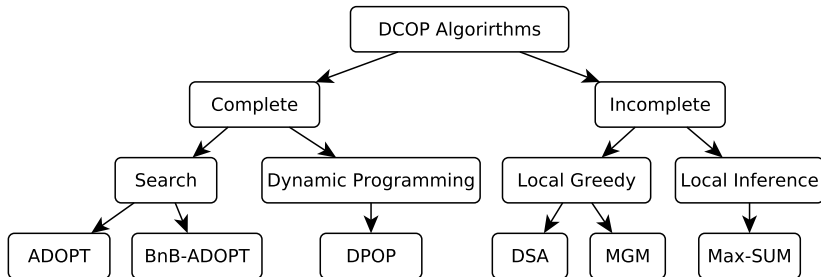 DCOP Algorirthms
Complete
Incomplete
Search
Dynamic Programming
Local Greedy
Local Inference
ADOPT
BnB-ADOPT
DPOP
DSA
MGM
Max-SUM